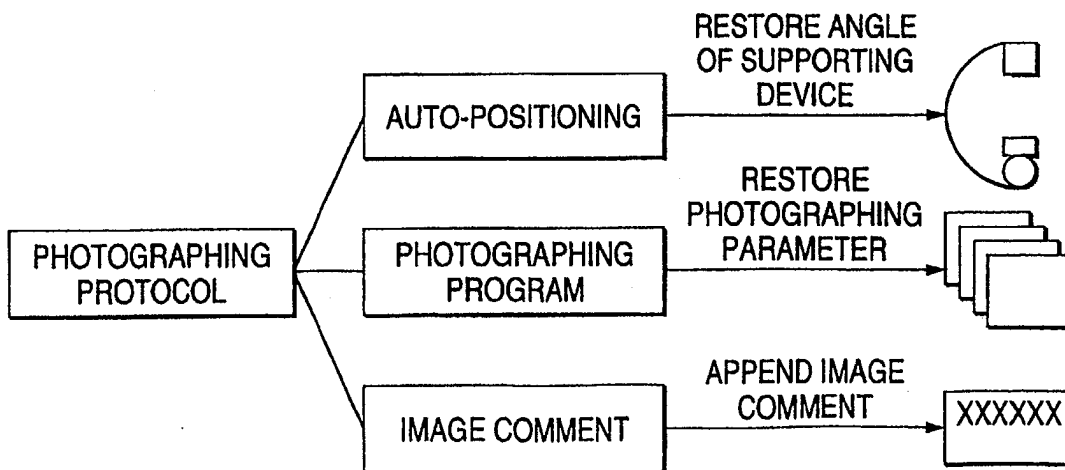 RESTORE ANGLE
OF SUPPORTING
DEVICE
AUTO-POSITIONING
RESTORE
PHOTOGRAPHING
PARAMETER
PHOTOGRAPHING
PROTOCOL
PHOTOGRAPHING
PROGRAM
APPEND IMAGE
COMMENT
IMAGE COMMENT
XXXXXX